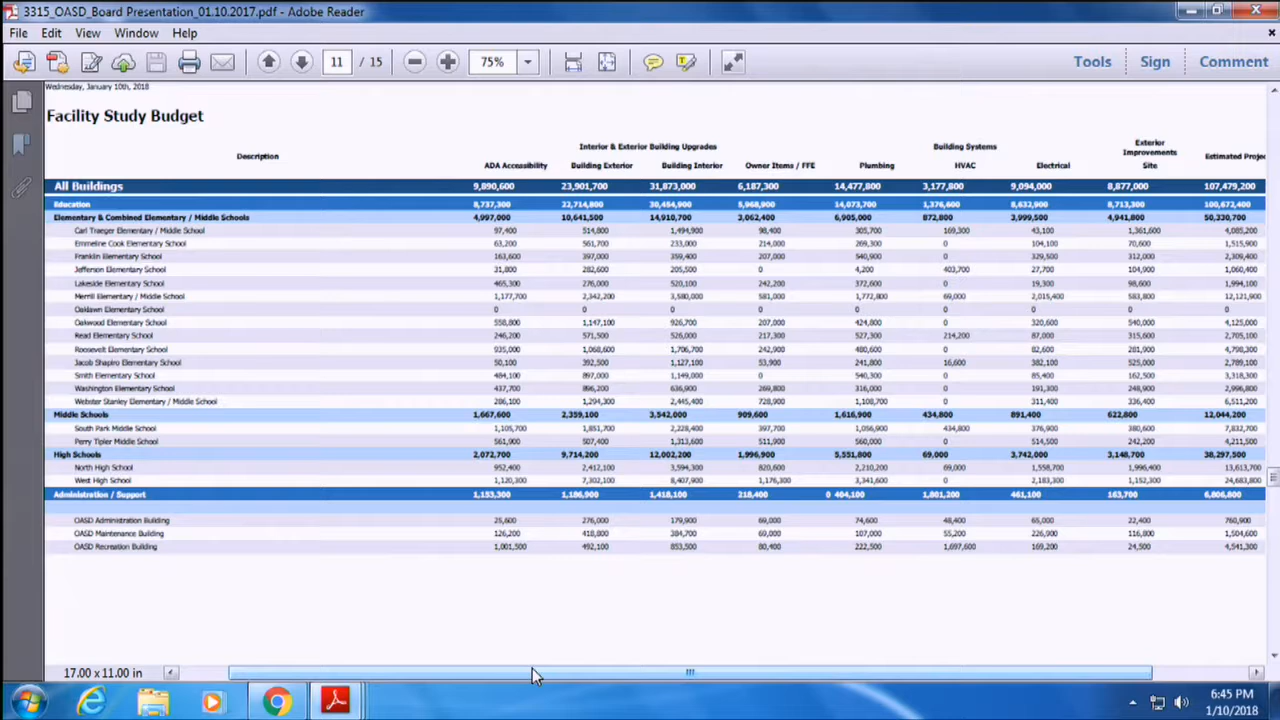 3315_OASD_Board Presentation_01.10.2017.pdf - Adobe Reader
File Edit View Window Help
11 / 15 75% Tools Sign Comment
Wednesday, January 10th, 2018
Facility Study Budget
Interior & Exterior Building Upgrades Building Systems Exterior Improvements
Description ADA Accessibility Building Exterior Building Interior Owner Items / FFE Plumbing HVAC Electrical Site Estimated Proje
All Buildings 9,890,600 23,901,700 31,873,000 6,187,300 14,477,800 3,177,800 9,094,000 8,877,000 107,479,200
Education 8,737,300 22,714,800 30,454,900 5,968,900 14,073,700 1,376,600 8,632,900 8,713,300 100,672,400
Elementary & Combined Elementary / Middle Schools 4,997,000 10,641,500 14,910,700 3,062,400 6,905,000 872,800 3,999,500 4,941,800 50,330,700
Carl Traeger Elementary / Middle School 97,400 514,800 1,494,900 98,400 305,700 169,300 43,100 1,361,600 4,085,200
Emmeline Cook Elementary School 63,200 561,700 233,000 214,000 269,300 0 104,100 70,600 1,515,900
Franklin Elementary School 163,600 397,000 359,400 207,000 540,900 0 329,500 312,000 2,309,400
Jefferson Elementary School 31,800 282,600 205,500 0 4,200 403,700 27,700 104,900 1,060,400
Lakeside Elementary School 465,300 276,000 520,100 242,200 372,600 0 19,300 98,600 1,994,100
Merrill Elementary / Middle School 1,177,700 2,342,200 3,580,000 581,000 1,772,800 69,000 2,015,400 583,800 12,121,900
Oaklawn Elementary School 0 0 0 0 0 0 0 0 0
Oakwood Elementary School 558,800 1,147,100 926,700 207,000 424,800 0 320,600 540,000 4,125,000
Read Elementary School 246,200 571,500 526,000 217,300 527,300 214,200 87,000 315,600 2,705,100
Roosevelt Elementary School 935,000 1,068,600 1,706,700 242,900 480,600 0 82,600 281,900 4,798,300
Jacob Shapiro Elementary School 50,100 392,500 1,127,100 53,900 241,800 16,600 382,100 525,000 2,789,100
Smith Elementary School 484,100 897,000 1,149,000 0 540,300 0 85,400 162,500 3,318,300
Washington Elementary School 437,700 896,200 636,900 269,800 316,000 0 191,300 248,900 2,996,800
Webster Stanley Elementary / Middle School 286,100 1,294,300 2,445,400 728,900 1,108,700 0 311,400 336,400 6,511,200
Middle Schools 1,667,600 2,359,100 3,542,000 909,600 1,616,900 434,800 891,400 622,800 12,044,200
South Park Middle School 1,105,700 1,851,700 2,228,400 397,700 1,056,900 434,800 376,900 380,600 7,832,700
Perry Tipler Middle School 561,900 507,400 1,313,600 511,900 560,000 0 514,500 242,200 4,211,500
High Schools 2,072,700 9,714,200 12,002,200 1,996,900 5,551,800 69,000 3,742,000 3,148,700 38,297,500
North High School 952,400 2,412,100 3,594,300 820,600 2,210,200 69,000 1,558,700 1,996,400 13,613,700
West High School 1,120,300 7,302,100 8,407,900 1,176,300 3,341,600 0 2,183,300 1,152,300 24,683,800
Administration / Support 1,153,300 1,186,900 1,418,100 218,400 0 404,100 1,801,200 461,100 163,700 6,806,800
OASD Administration Building 25,600 276,000 179,900 69,000 74,600 48,400 65,000 22,400 760,900
OASD Maintenance Building 126,200 418,800 384,700 69,000 107,000 55,200 226,900 116,800 1,504,600
OASD Recreation Building 1,001,500 492,100 853,500 80,400 222,500 1,697,600 169,200 24,500 4,541,300
17.00 x 11.00 in
6:45 PM
1/10/2018